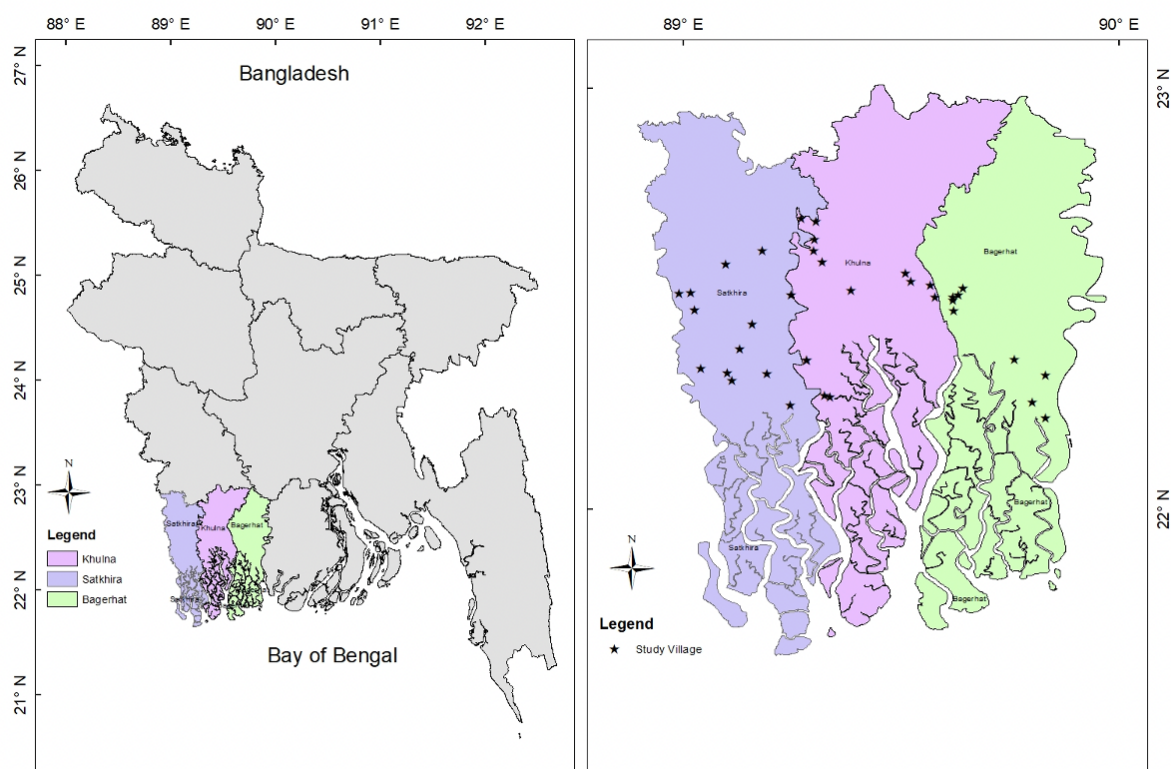 88° E 89° E 90° E 91° E 92° E
27° N
26° N
25° N
24° N
23° N
22° N
21° N
Bangladesh
N
Satkhira
Khulna
Bagerhat
Legend
Khulna
Satkhira
Bagerhat
Bay of Bengal
89° E 90° E
23° N
22° N
Bagerhat
Khulna
Satkhira
Bagerhat
Satkhira
Bagerhat
N
Legend
Study Village